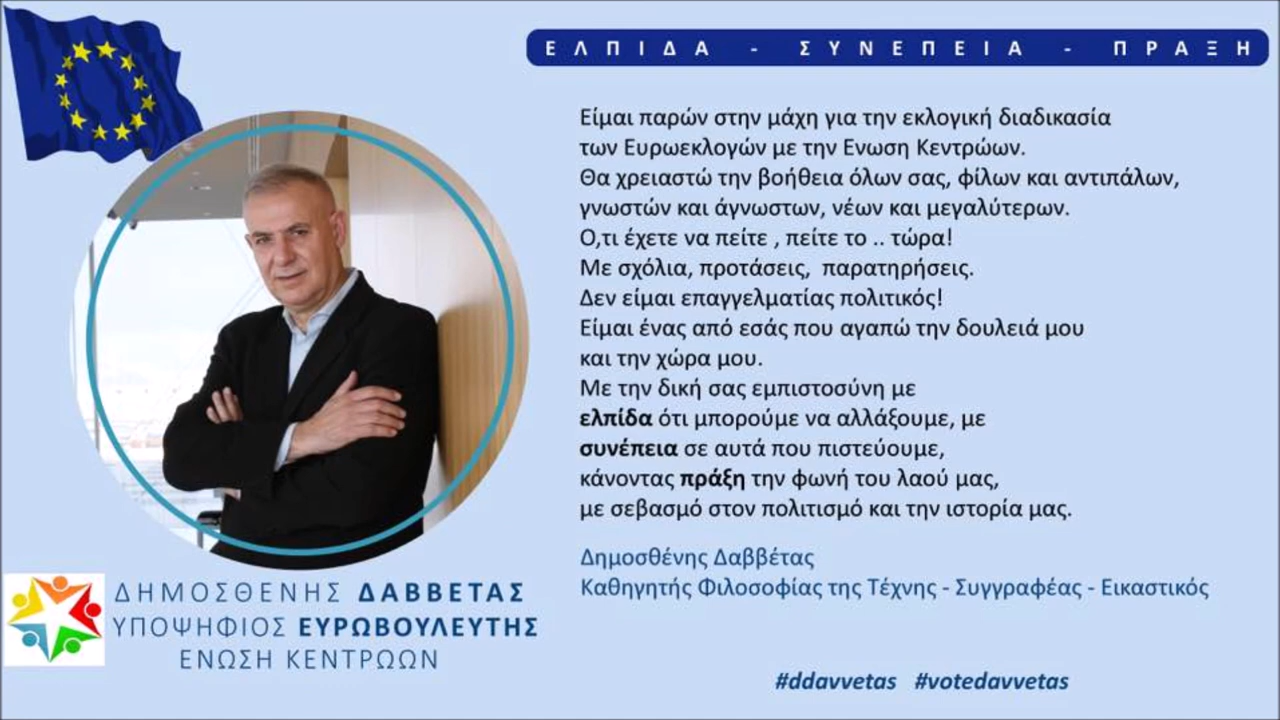 ΕΛΠΙΔΑ - ΣΥΝΕΠΕΙΑ - ΠΡΑΞΗ
Είμαι παρών στην μάχη για την εκλογική διαδικασία
των Ευρωεκλογών με την Ενωση Κεντρώων.
Θα χρειαστώ την βοήθεια όλων σας, φίλων και αντιπάλων,
γνωστών και άγνωστων, νέων και μεγαλύτερων.
Ο,τι έχετε να πείτε , πείτε το .. τώρα!
Με σχόλια, προτάσεις, παρατηρήσεις.
Δεν είμαι επαγγελματίας πολιτικός!
Είμαι ένας από εσάς που αγαπώ την δουλειά μου
και την χώρα μου.
Με την δική σας εμπιστοσύνη με
ελπίδα ότι μπορούμε να αλλάξουμε, με
συνέπεια σε αυτά που πιστεύουμε,
κάνοντας πράξη την φωνή του λαού μας,
με σεβασμό στον πολιτισμό και την ιστορία μας.
Δημοσθένης Δαββέτας
Καθηγητής Φιλοσοφίας της Τέχνης - Συγγραφέας - Εικαστικός
ΔΗΜΟΣΘΕΝΗΣ ΔΑΒΒΕΤΑΣ
ΥΠΟΨΗΦΙΟΣ ΕΥΡΩΒΟΥΛΕΥΤΗΣ
ΕΝΩΣΗ ΚΕΝΤΡΩΩΝ
#ddavvetas #votedavvetas